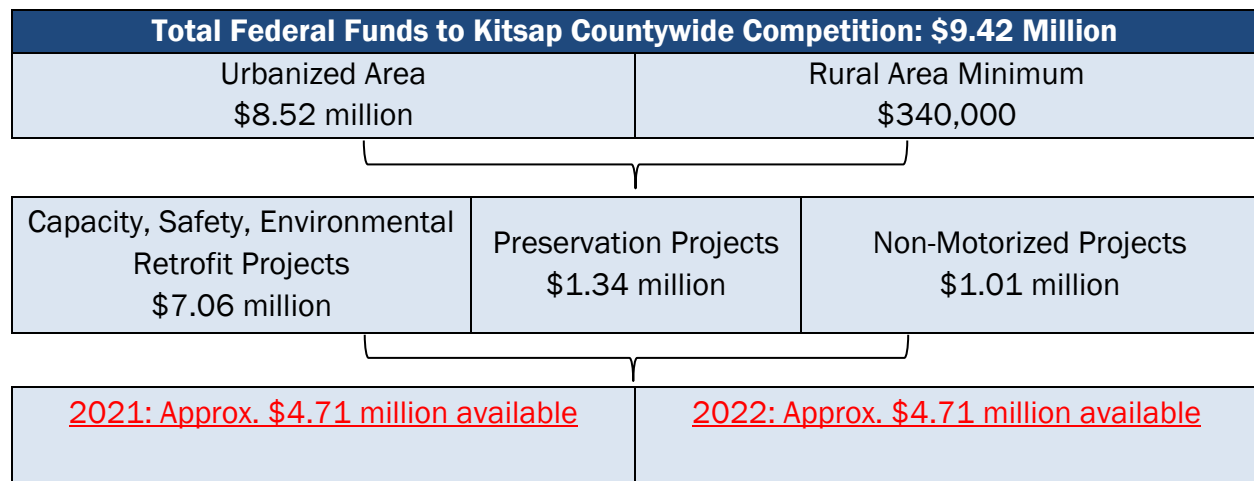 Total Federal Funds to Kitsap Countywide Competition: $9.42 Million
Urbanized Area
$8.52 million
Rural Area Minimum
$340,000
Capacity, Safety, Environmental
Retrofit Projects
$7.06 million
Preservation Projects
$1.34 million
Non-Motorized Projects
$1.01 million
2021: Approx. $4.71 million available
2022: Approx. $4.71 million available